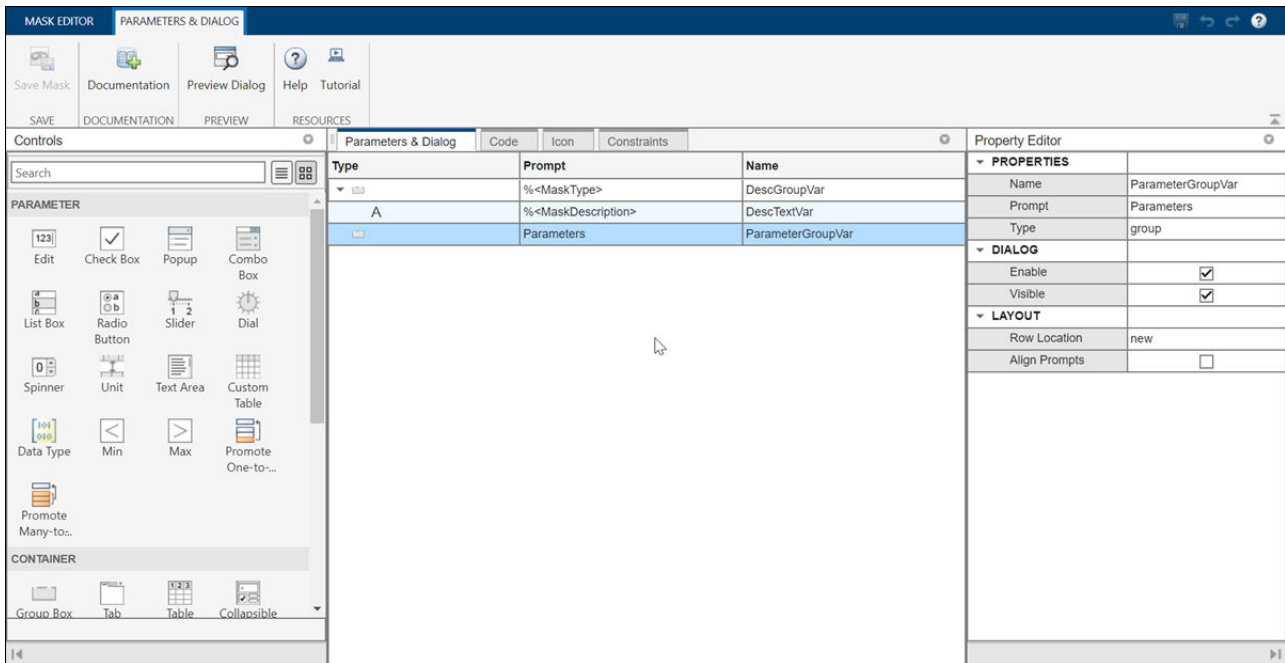 MASK EDITOR PARAMETERS & DIALOG
Save Mask Documentation Preview Dialog Help Tutorial
SAVE DOCUMENTATION PREVIEW RESOURCES
Controls
Search
PARAMETER
Edit Check Box Popup Combo Box
List Box Radio Button Slider Dial
Spinner Unit Text Area Custom Table
Data Type Min Max Promote One-to-...
Promote Many-to-...
CONTAINER
Group Box Tab Table Collapsible
Parameters & Dialog Code Icon Constraints
Type Prompt Name
%<MaskType> DescGroupVar
A %<MaskDescription> DescTextVar
Parameters ParameterGroupVar
Property Editor
PROPERTIES
Name ParameterGroupVar
Prompt Parameters
Type group
DIALOG
Enable
Visible
LAYOUT
Row Location new
Align Prompts